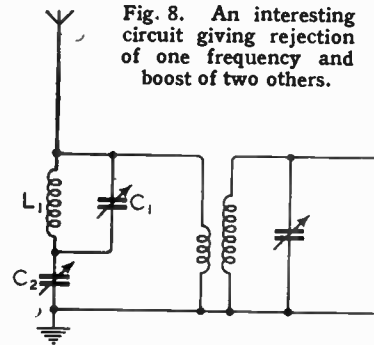 Fig. 8. An interesting
circuit giving rejection
of one frequency and
boost of two others.
L1
C1
C2